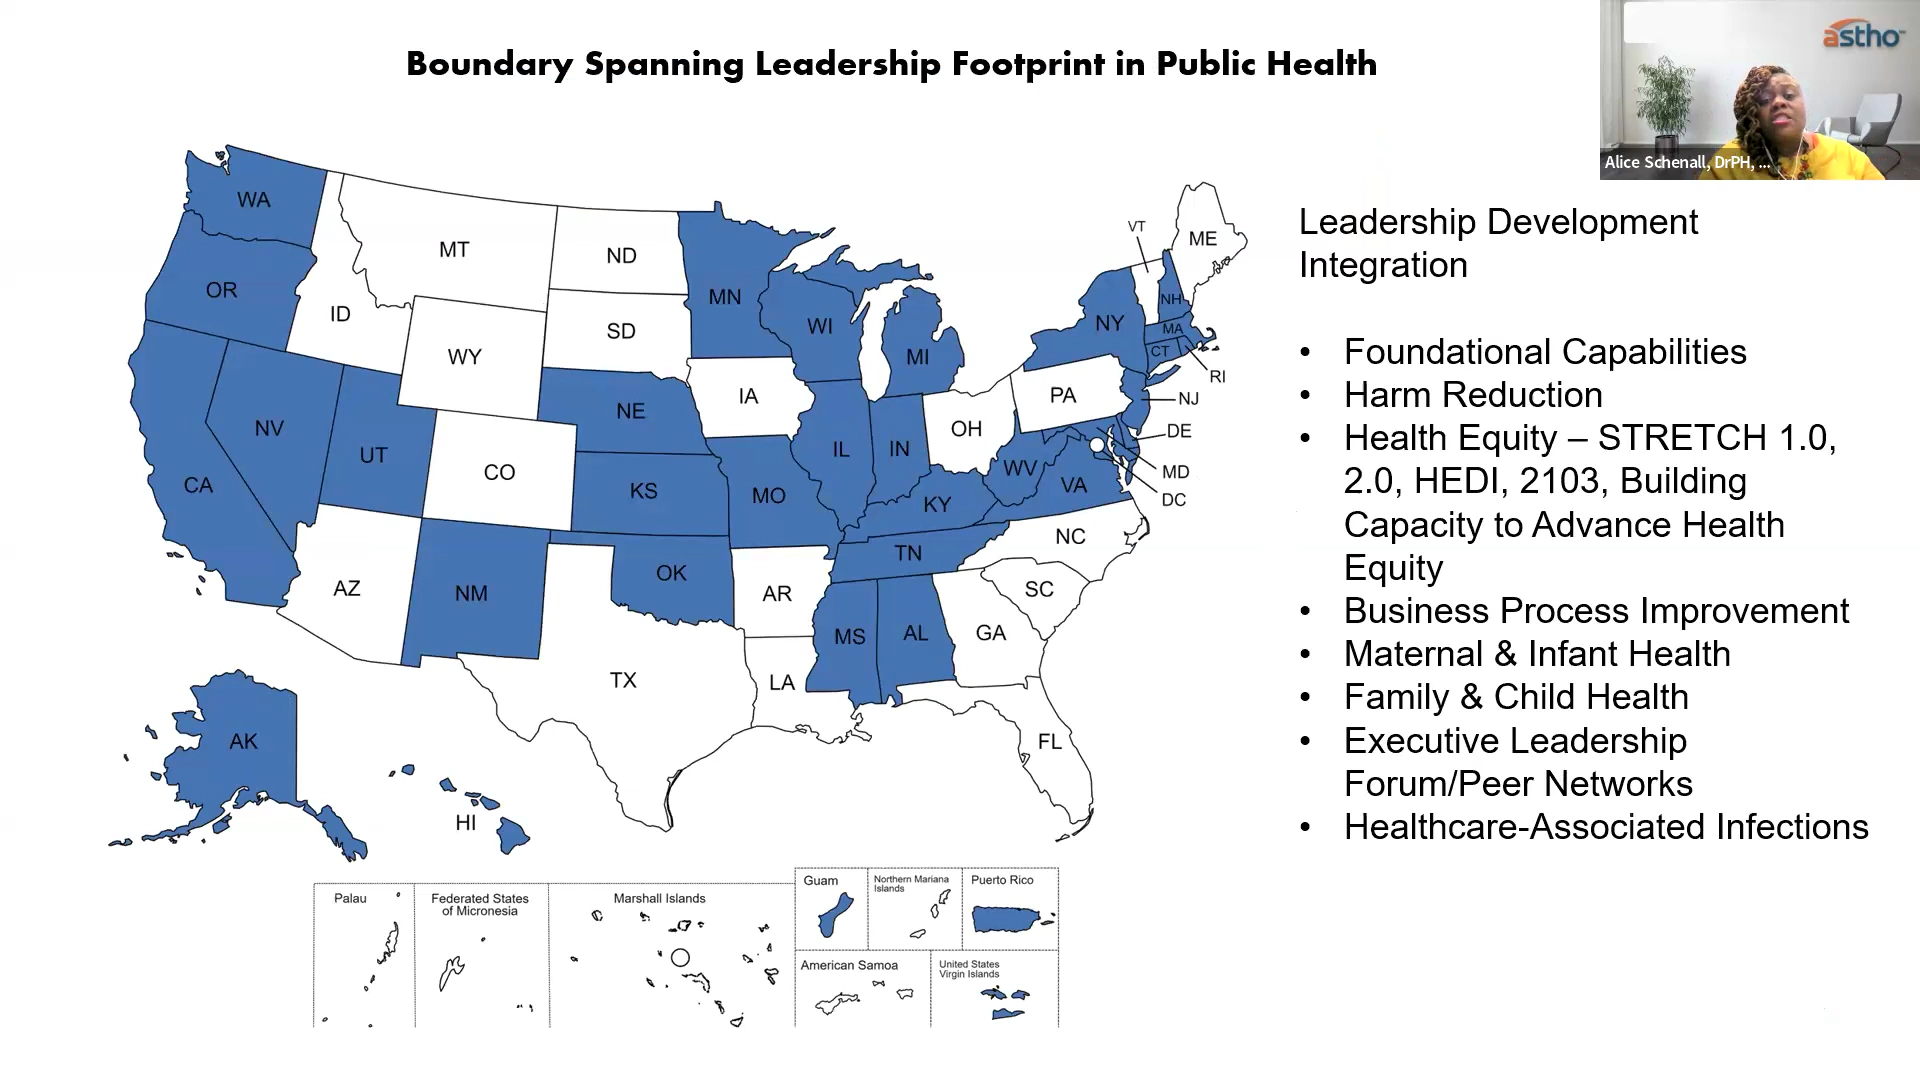 Boundary Spanning Leadership Footprint in Public Health
astho
Alice Schenall, DrPH, ...
Leadership Development
Integration
• Foundational Capabilities
• Harm Reduction
• Health Equity – STRETCH 1.0,
2.0, HEDI, 2103, Building
Capacity to Advance Health
Equity
• Business Process Improvement
• Maternal & Infant Health
• Family & Child Health
• Executive Leadership
Forum/Peer Networks
• Healthcare-Associated Infections
WA
OR
CA
NV
ID
MT
WY
UT
CO
AZ
NM
ND
SD
NE
KS
OK
TX
MN
IA
MO
AR
LA
WI
IL
MI
IN
OH
KY
TN
MS
AL
GA
FL
SC
NC
VA
WV
PA
NY
VT
NH
ME
MA
CT
RI
NJ
DE
MD
DC
AK
HI
Palau
Federated States
of Micronesia
Marshall Islands
Guam
Northern Mariana
Islands
Puerto Rico
American Samoa
United States
Virgin Islands